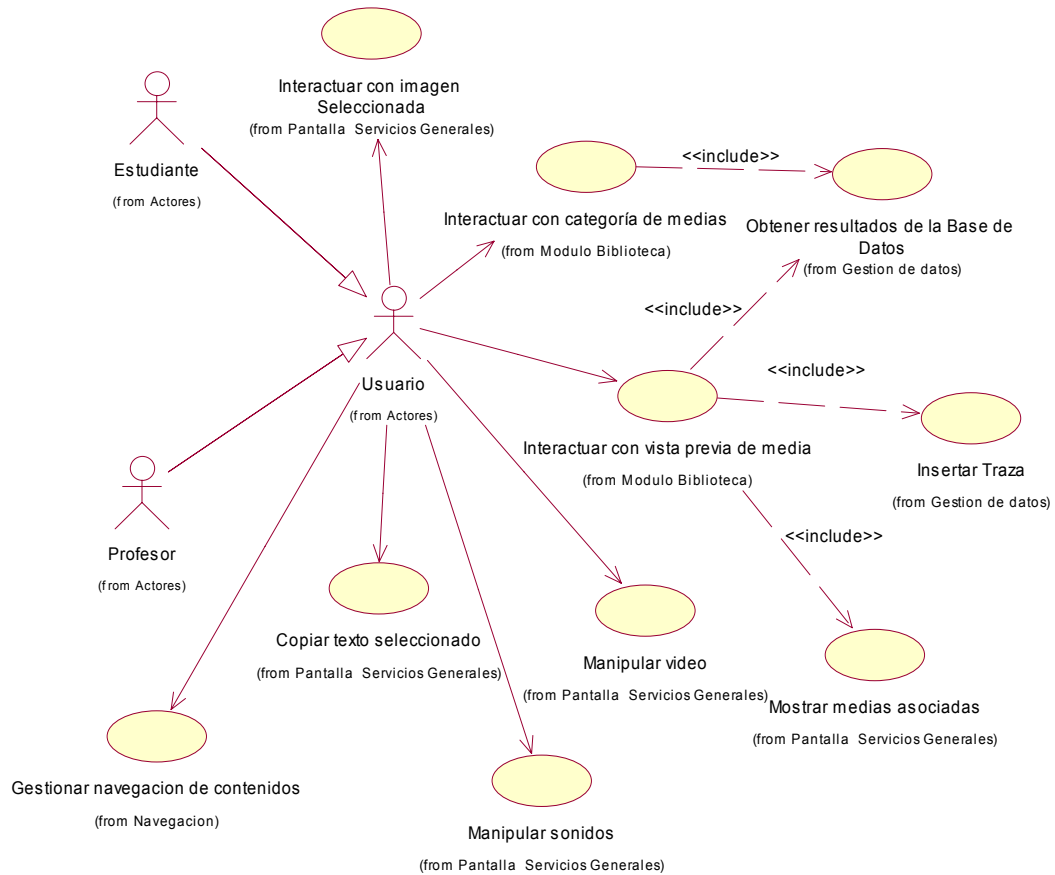 Interactuar con imagen
Seleccionada
(from Pantalla Servicios Generales)
Estudiante
(from Actores)
<<include>>
Interactuar con categoría de medias
(from Modulo Biblioteca)
Obtener resultados de la Base de
Datos
(from Gestion de datos)
<<include>>
Usuario
(from Actores)
<<include>>
Interactuar con vista previa de media
(from Modulo Biblioteca)
Insertar Traza
(from Gestion de datos)
<<include>>
Profesor
(from Actores)
Copiar texto seleccionado
(from Pantalla Servicios Generales)
Manipular video
(from Pantalla Servicios Generales)
Mostrar medias asociadas
(from Pantalla Servicios Generales)
Gestionar navegacion de contenidos
(from Navegacion)
Manipular sonidos
(from Pantalla Servicios Generales)